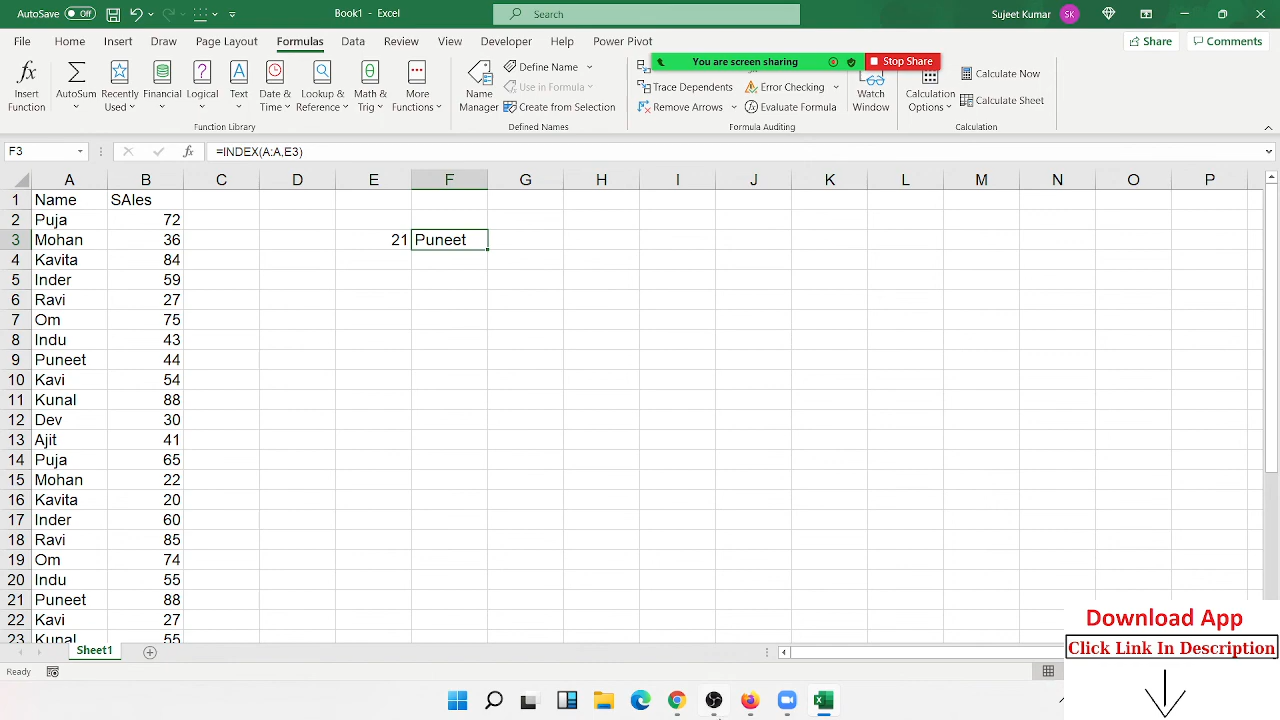 AutoSave Off Book1 - Excel Search Sujeet Kumar SK
File Home Insert Draw Page Layout Formulas Data Review View Developer Help Power Pivot Share Comments
You are screen sharing Stop Share
Insert Function
AutoSum
Recently Used
Financial
Logical
Text
Date & Time
Lookup & Reference
Math & Trig
More Functions
Function Library
Name Manager
Define Name
Use in Formula
Create from Selection
Defined Names
Trace Dependents
Remove Arrows
Error Checking
Evaluate Formula
Formula Auditing
Watch Window
Calculation Options
Calculate Now
Calculate Sheet
Calculation
F3 fx =INDEX(A:A,E3)
A B C D E F G H I J K L M N O P
1 Name SAles
2 Puja 72
3 Mohan 36 21 Puneet
4 Kavita 84
5 Inder 59
6 Ravi 27
7 Om 75
8 Indu 43
9 Puneet 44
10 Kavi 54
11 Kunal 88
12 Dev 30
13 Ajit 41
14 Puja 65
15 Mohan 22
16 Kavita 20
17 Inder 60
18 Ravi 85
19 Om 74
20 Indu 55
21 Puneet 88
22 Kavi 27
23 Kunal 55
Sheet1
Ready
Download App
Click Link In Description